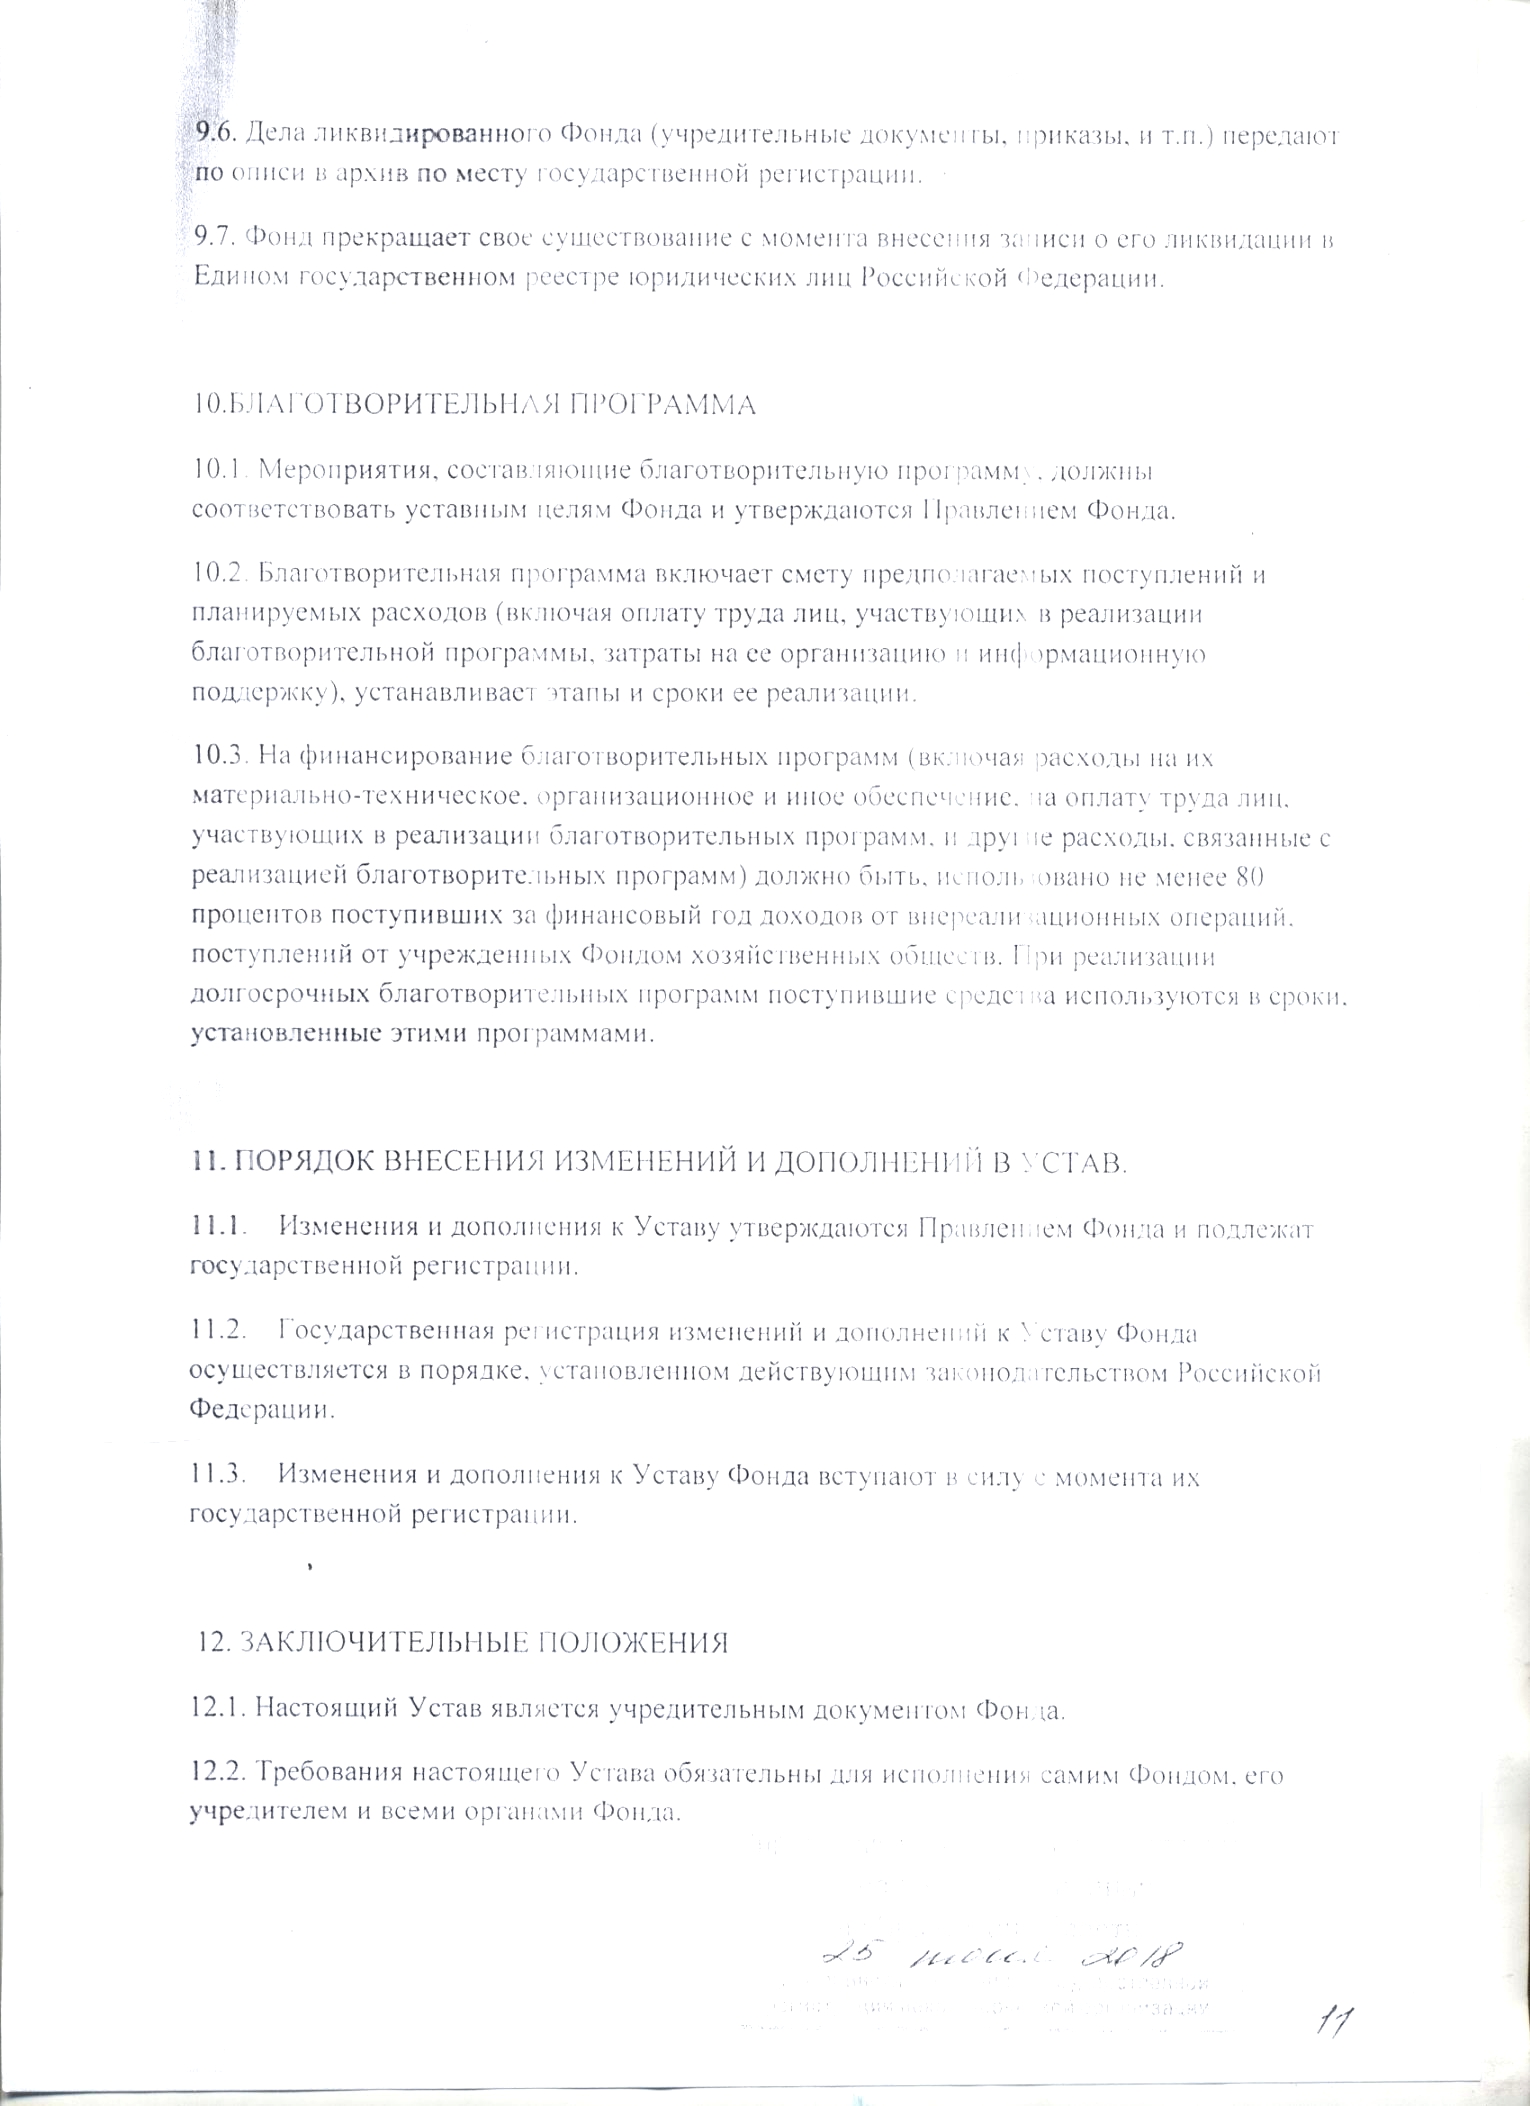 9.6. Дела ликвидированного Фонда (учредительные документы, приказы, и т.п.) передают
по описи в архив по месту государственной регистрации.
9.7. Фонд прекращает свое существование с момента внесения записи о его ликвидации в
Едином государственном реестре юридических лиц Российской Федерации.
10.БЛАГОТВОРИТЕЛЬНАЯ ПРОГРАММА
10.1. Мероприятия, составляющие благотворительную программу, должны
соответствовать уставным целям Фонда и утверждаются Правлением Фонда.
10.2. Благотворительная программа включает смету предполагаемых поступлений и
планируемых расходов (включая оплату труда лиц, участвующих в реализации
благотворительной программы, затраты на ее организацию и информационную
поддержку), устанавливает этапы и сроки ее реализации.
10.3. На финансирование благотворительных программ (включая расходы на их
материально-техническое, организационное и иное обеспечение, на оплату труда лиц,
участвующих в реализации благотворительных программ, и другие расходы, связанные с
реализацией благотворительных программ) должно быть, использовано не менее 80
процентов поступивших за финансовый год доходов от внереализационных операций,
поступлений от учрежденных Фондом хозяйственных обществ. При реализации
долгосрочных благотворительных программ поступившие средства используются в сроки,
установленные этими программами.
11. ПОРЯДОК ВНЕСЕНИЯ ИЗМЕНЕНИЙ И ДОПОЛНЕНИЙ В УСТАВ.
11.1. Изменения и дополнения к Уставу утверждаются Правлением Фонда и подлежат
государственной регистрации.
11.2. Государственная регистрация изменений и дополнений к Уставу Фонда
осуществляется в порядке, установленном действующим законодательством Российской
Федерации.
11.3. Изменения и дополнения к Уставу Фонда вступают в силу с момента их
государственной регистрации.
12. ЗАКЛЮЧИТЕЛЬНЫЕ ПОЛОЖЕНИЯ
12.1. Настоящий Устав является учредительным документом Фонда.
12.2. Требования настоящего Устава обязательны для исполнения самим Фондом, его
учредителем и всеми органами Фонда.
25 2018
11